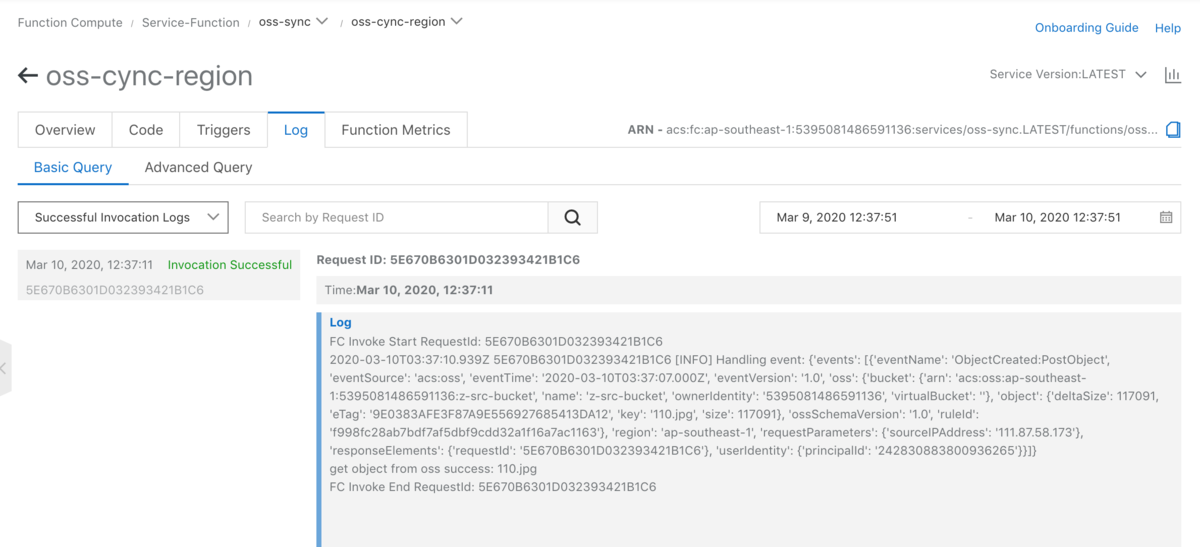 Function Compute / Service-Function / oss-sync / oss-cync-region
Onboarding Guide Help
oss-cync-region
Service Version:LATEST
Overview Code Triggers Log Function Metrics
ARN - acs:fc:ap-southeast-1:5395081486591136:services/oss-sync.LATEST/functions/oss...
Basic Query Advanced Query
Successful Invocation Logs
Search by Request ID
Mar 9, 2020 12:37:51 - Mar 10, 2020 12:37:51
Mar 10, 2020, 12:37:11 Invocation Successful
5E670B6301D032393421B1C6
Request ID: 5E670B6301D032393421B1C6
Time:Mar 10, 2020, 12:37:11
Log
FC Invoke Start RequestId: 5E670B6301D032393421B1C6
2020-03-10T03:37:10.939Z 5E670B6301D032393421B1C6 [INFO] Handling event: {'events': [{'eventName': 'ObjectCreated:PostObject',
'eventSource': 'acs:oss', 'eventTime': '2020-03-10T03:37:07.000Z', 'eventVersion': '1.0', 'oss': {'bucket': {'arn': 'acs:oss:ap-southeast-
1:5395081486591136:z-src-bucket', 'name': 'z-src-bucket', 'ownerIdentity': '5395081486591136', 'virtualBucket': ''}, 'object': {'deltaSize': 117091,
'eTag': '9E0383AFE3F87A9E556927685413DA12', 'key': '110.jpg', 'size': 117091}, 'ossSchemaVersion': '1.0', 'ruleId':
'f998fc28ab7bdf7af5dbf9cdd32a1f16a7ac1163'}, 'region': 'ap-southeast-1', 'requestParameters': {'sourceIPAddress': '111.87.58.173'},
'responseElements': {'requestId': '5E670B6301D032393421B1C6'}, 'userIdentity': {'principalId': '242830883800936265'}}]}
get object from oss success: 110.jpg
FC Invoke End RequestId: 5E670B6301D032393421B1C6